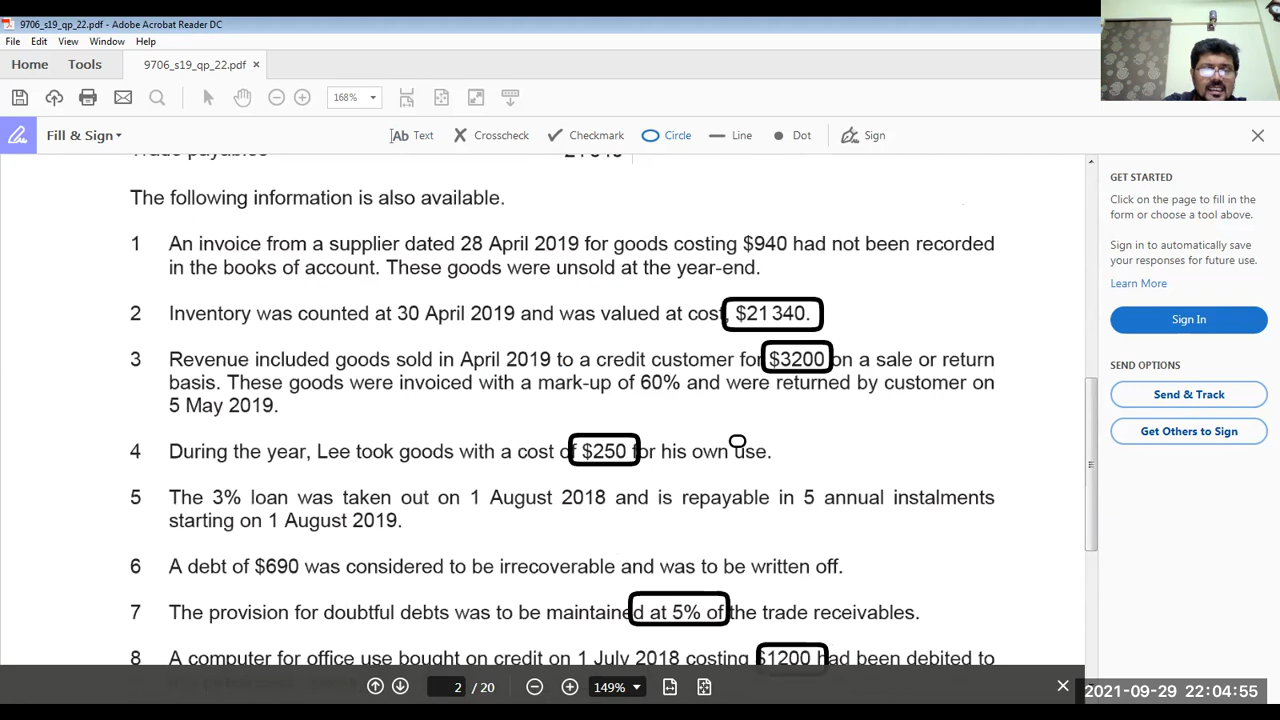 9706_s19_qp_22.pdf - Adobe Acrobat Reader DC
File Edit View Window Help
Home Tools 9706_s19_qp_22.pdf ×
168%
Fill & Sign
Ab Text Crosscheck Checkmark Circle Line Dot Sign
Trade payables
The following information is also available.
1 An invoice from a supplier dated 28 April 2019 for goods costing $940 had not been recorded
in the books of account. These goods were unsold at the year-end.
2 Inventory was counted at 30 April 2019 and was valued at cost, $21 340.
3 Revenue included goods sold in April 2019 to a credit customer for $3200 on a sale or return
basis. These goods were invoiced with a mark-up of 60% and were returned by customer on
5 May 2019.
4 During the year, Lee took goods with a cost of $250 for his own use.
5 The 3% loan was taken out on 1 August 2018 and is repayable in 5 annual instalments
starting on 1 August 2019.
6 A debt of $690 was considered to be irrecoverable and was to be written off.
7 The provision for doubtful debts was to be maintained at 5% of the trade receivables.
8 A computer for office use bought on credit on 1 July 2018 costing $1200 had been debited to
GET STARTED
Click on the page to fill in the
form or choose a tool above.
Sign in to automatically save
your responses for future use.
Learn More
Sign In
SEND OPTIONS
Send & Track
Get Others to Sign
2 / 20
149%
2021-09-29 22:04:55